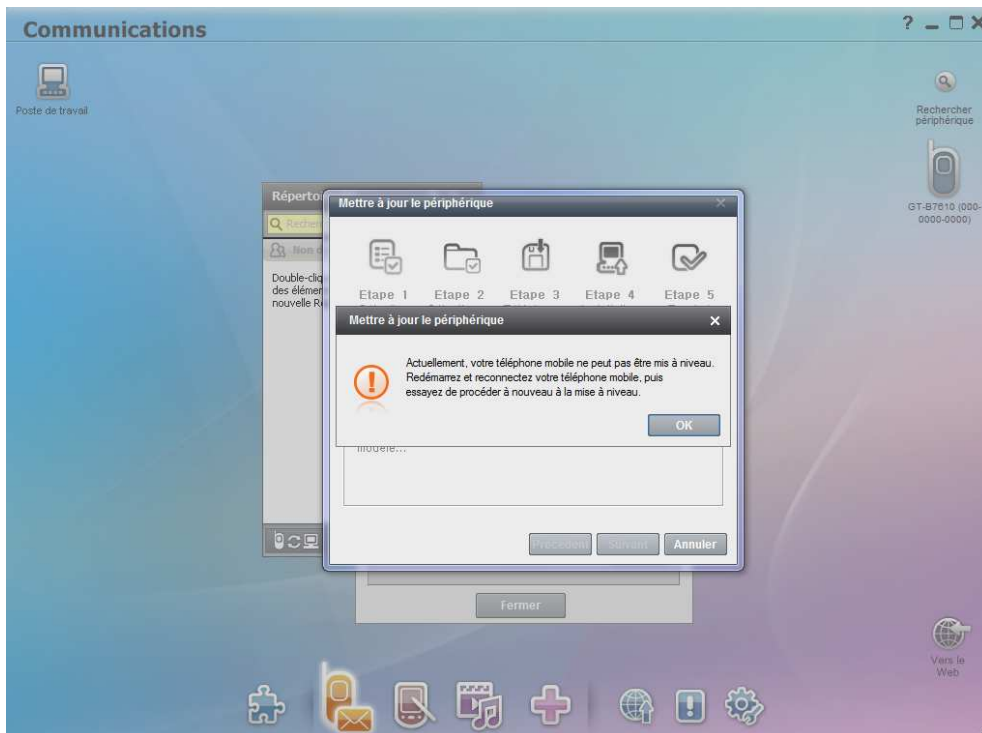 Communications
?
Poste de travail
Rechercher
périphérique
GT-B7610 (000-
0000-0000)
Mettre à jour le périphérique
Etape 1
Etape 2
Etape 3
Etape 4
Etape 5
Double-cliq
des élémen
nouvelle R
Mettre à jour le périphérique
Actuellement, votre téléphone mobile ne peut pas être mis à niveau.
Redémarrez et reconnectez votre téléphone mobile, puis
essayez de procéder à nouveau à la mise à niveau.
OK
modèle...
Précédent
Suivant
Annuler
Fermer
Vers le
Web